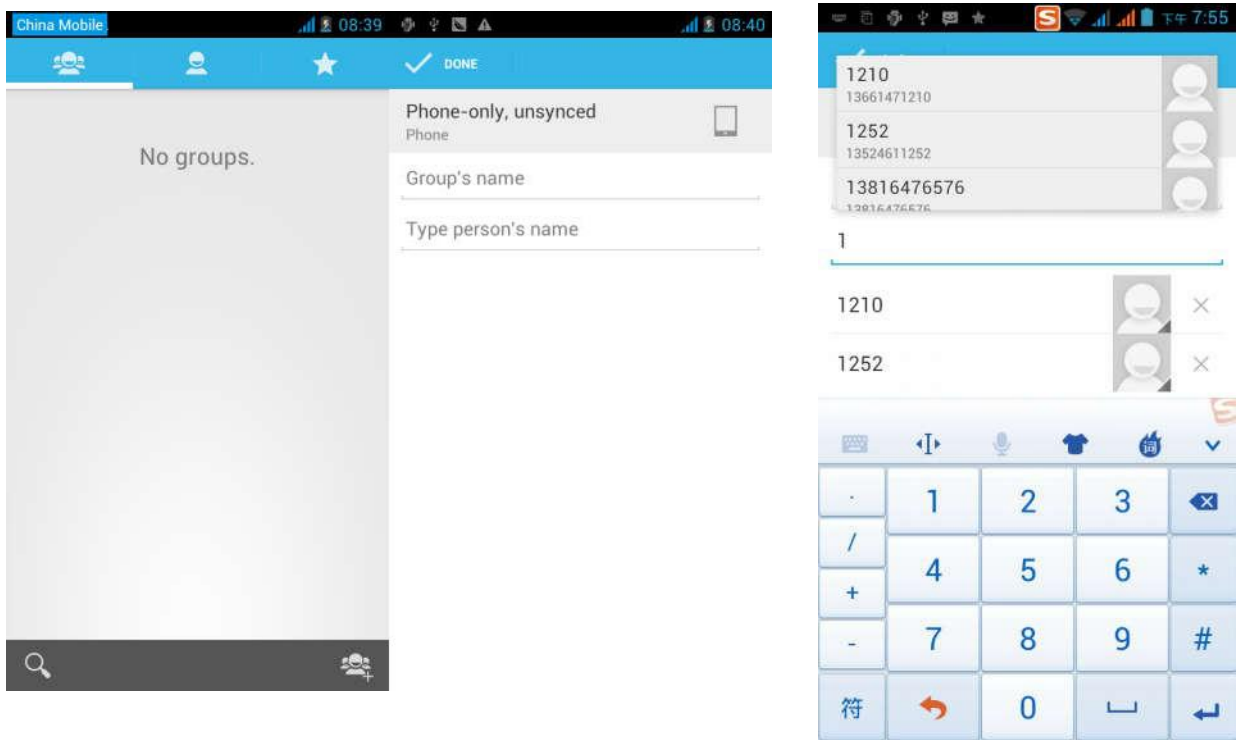 China Mobile
08:39
No groups.
08:40
DONE
Phone-only, unsynced
Phone
Group's name
Type person's name
下午 7:55
1210
13661471210
1252
13524611252
13816476576
13816476576
1
1210
1252
词
. 1 2 3
/
4 5 6 *
+
- 7 8 9 #
符 0